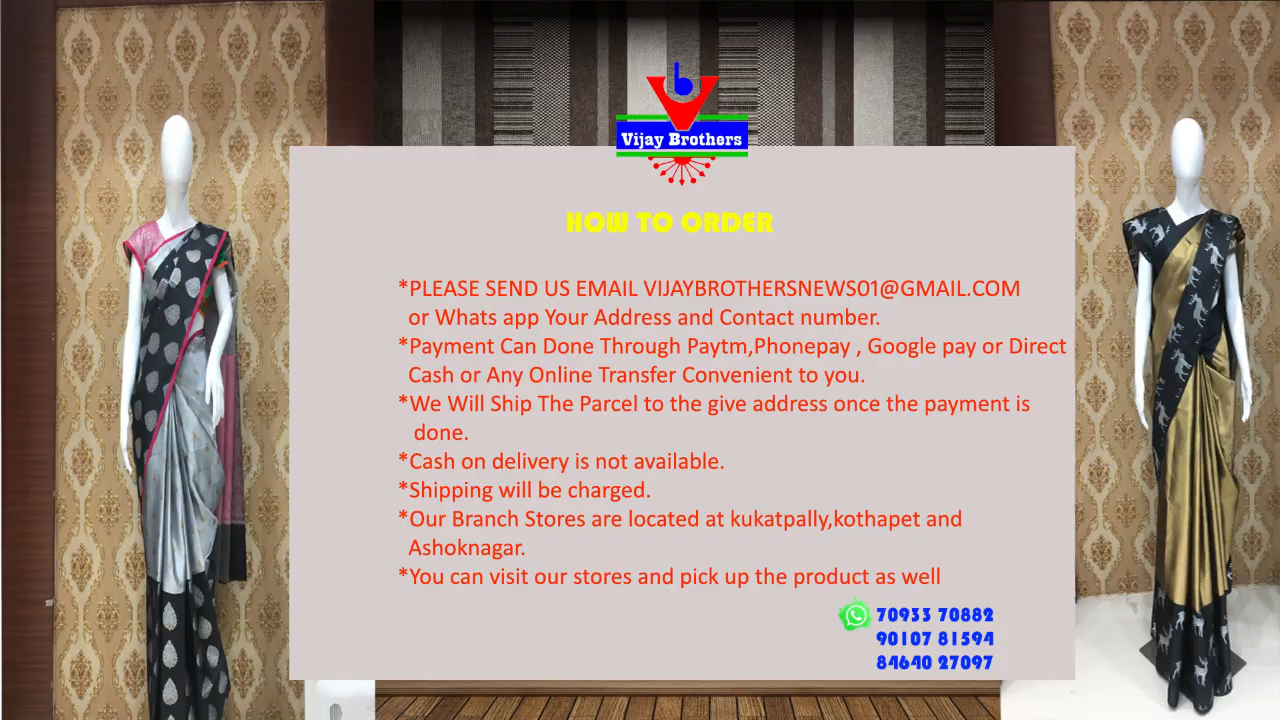 b
Vijay Brothers
HOW TO ORDER
*PLEASE SEND US EMAIL VIJAYBROTHERSNEWS01@GMAIL.COM
or Whats app Your Address and Contact number.
*Payment Can Done Through Paytm,Phonepay , Google pay or Direct
Cash or Any Online Transfer Convenient to you.
*We Will Ship The Parcel to the give address once the payment is
done.
*Cash on delivery is not available.
*Shipping will be charged.
*Our Branch Stores are located at kukatpally,kothapet and
Ashoknagar.
*You can visit our stores and pick up the product as well
70933 70882
90107 81594
84640 27097